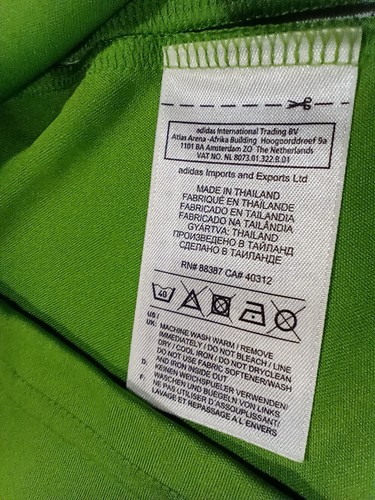 adidas International Trading BV
Atlas Arena -Afrika Building Hoogoorddreef 9a
1101 BA Amsterdam ZO The Netherlands
VAT NO. NL 8073.01.322.B.01
adidas Imports and Exports Ltd
MADE IN THAILAND
FABRIQUÉ EN THAÏLANDE
FABRICADO EN TAILANDIA
FABRICADO NA TAILÂNDIA
GYÁRTVA: THAILAND
ПРОИЗВЕДЕНО В ТАЙЛАНД
СДЕЛАНО В ТАИЛАНДЕ
RN# 88387 CA# 40312
40
US /
UK: MACHINE WASH WARM / REMOVE
IMMEDIATELY / DO NOT BLEACH / LINE
DRY / COOL IRON / DO NOT DRYCLEAN
DO NOT USE FABRIC SOFTENER/WASH
AND IRON INSIDE OUT
D: KEINEN WEICHSPUELER VERWENDEN/
WASCHEN UND BUEGELN VON LINKS
F: NE PAS UTILISER D'ASSOUPLISSANT/
LAVAGE ET REPASSAGE A L'ENVERS